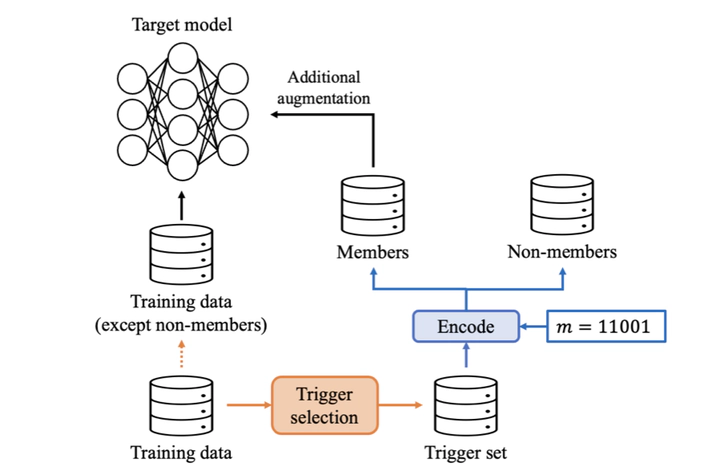 Target model
Additional
augmentation
Members
Non-members
Training data
(except non-members)
Encode
m = 11001
Trigger
selection
Training data
Trigger set